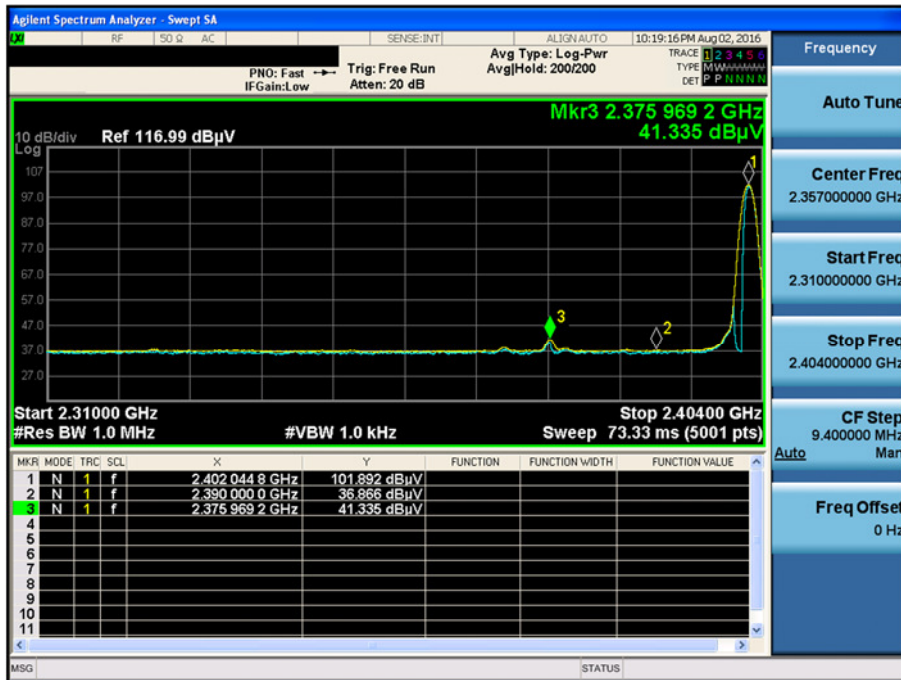 Agilent Spectrum Analyzer - Swept SA
LXI RF 50 Ω AC SENSE:INT ALIGN AUTO 10:19:16 PM Aug 02, 2016
PNO: Fast
IFGain:Low
Trig: Free Run
Atten: 20 dB
Avg Type: Log-Pwr
Avg|Hold: 200/200
TRACE 1 2 3 4 5 6
TYPE MWWWWW
DET P P N N N N
Mkr3 2.375 969 2 GHz
41.335 dBµV
10 dB/div Ref 116.99 dBµV
Log
107
97.0
87.0
77.0
67.0
57.0
47.0
37.0
27.0
1
3
2
Start 2.31000 GHz Stop 2.40400 GHz
#Res BW 1.0 MHz #VBW 1.0 kHz Sweep 73.33 ms (5001 pts)
MKR MODE TRC SCL X Y FUNCTION FUNCTION WIDTH FUNCTION VALUE
1 N 1 f 2.402 044 8 GHz 101.892 dBµV
2 N 1 f 2.390 000 0 GHz 36.866 dBµV
3 N 1 f 2.375 969 2 GHz 41.335 dBµV
4
5
6
7
8
9
10
11
MSG STATUS
Frequency
Auto Tune
Center Freq
2.357000000 GHz
Start Freq
2.310000000 GHz
Stop Freq
2.404000000 GHz
CF Step
9.400000 MHz
Auto Man
Freq Offset
0 Hz